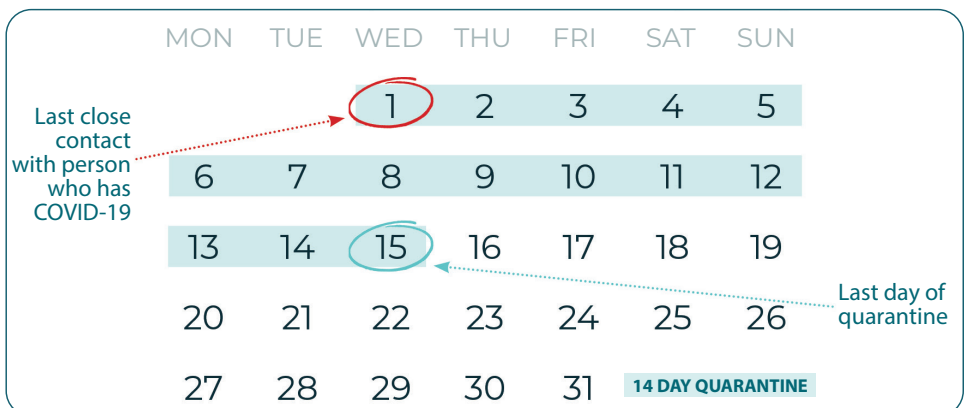 MON TUE WED THU FRI SAT SUN
1 2 3 4 5
Last close
contact
with person
who has
COVID-19
6 7 8 9 10 11 12
13 14 15 16 17 18 19
Last day of
quarantine
20 21 22 23 24 25 26
27 28 29 30 31 14 DAY QUARANTINE